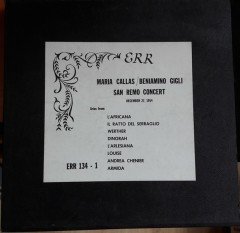 ERR
MARIA CALLAS/BENIAMINO GIGLI
SAN REMO CONCERT
DECEMBER 27, 1954
Arias from:
L'AFRICANA
IL RATTO DEL SERRAGLIO
WERTHER
DINORAH
L'ARLESIANA
LOUISE
ANDREA CHENIER
ARMIDA
ERR 134 - 1